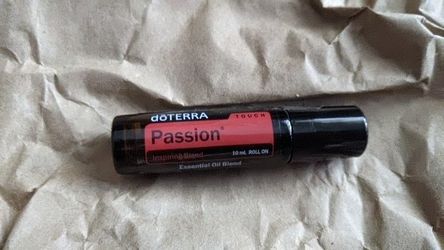 dōTERRA TOUCH
Passion®
Inspiring Blend 10 mL ROLL ON
Essential Oil Blend